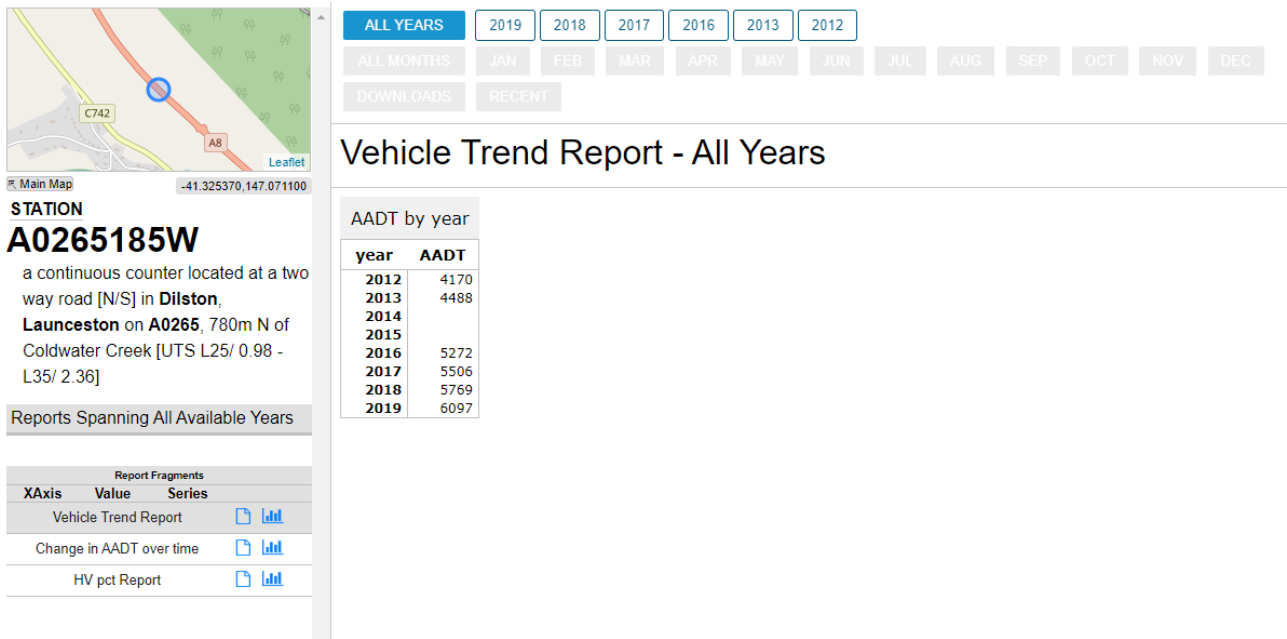 C742
A8
Leaflet
Main Map
-41.325370,147.071100
STATION
A0265185W
a continuous counter located at a two
way road [N/S] in Dilston,
Launceston on A0265, 780m N of
Coldwater Creek [UTS L25/ 0.98 -
L35/ 2.36]
Reports Spanning All Available Years
Report Fragments
XAxis Value Series
Vehicle Trend Report
Change in AADT over time
HV pct Report
ALL YEARS 2019 2018 2017 2016 2013 2012
ALL MONTHS JAN FEB MAR APR MAY JUN JUL AUG SEP OCT NOV DEC
DOWNLOADS RECENT
Vehicle Trend Report - All Years
AADT by year
year AADT
2012 4170
2013 4488
2014
2015
2016 5272
2017 5506
2018 5769
2019 6097